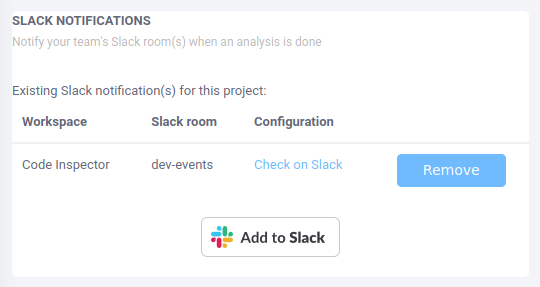 SLACK NOTIFICATIONS
Notify your team's Slack room(s) when an analysis is done
Existing Slack notification(s) for this project:
Workspace Slack room Configuration
Code Inspector dev-events Check on Slack Remove
Add to Slack